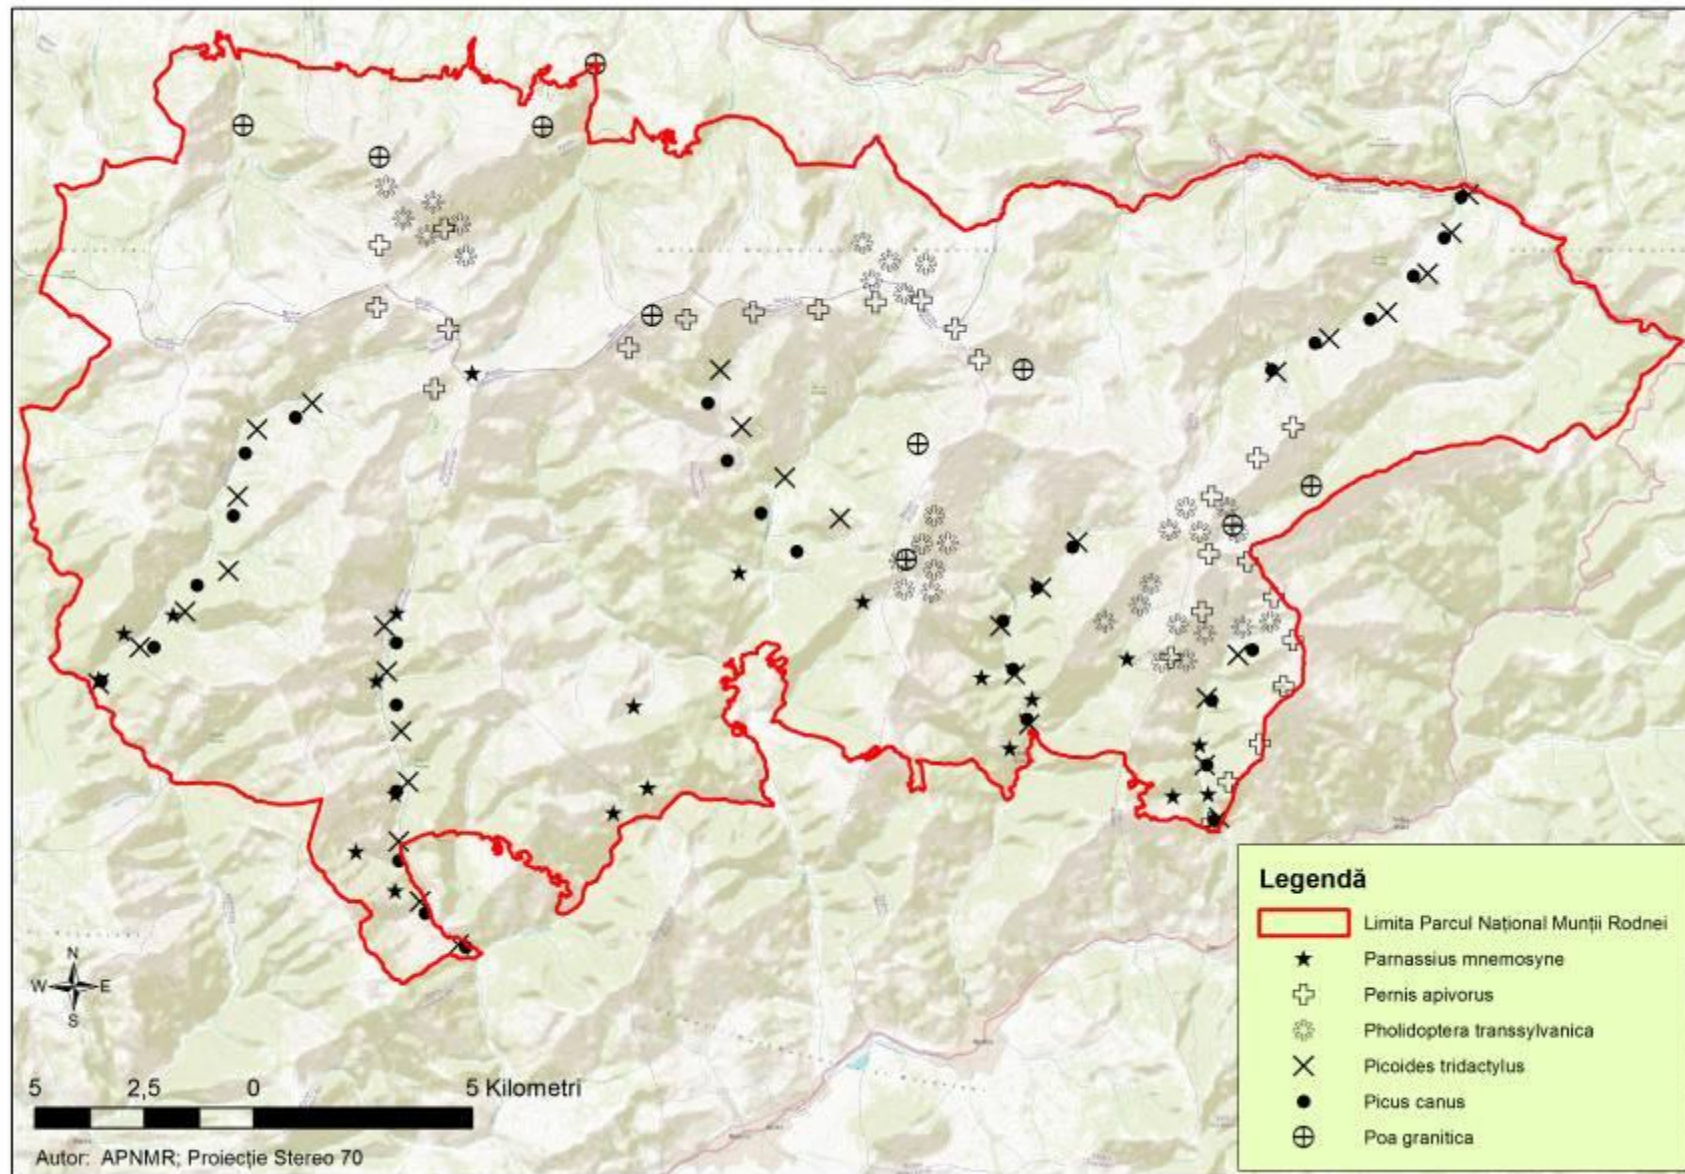 N
W E
S
5 2,5 0 5 Kilometri
Autor: APNMR; Proiecție Stereo 70
Legendă
Limita Parcul Național Munții Rodnei
Parnassius mnemosyne
Pernis apivorus
Pholidoptera transsylvanica
Picoides tridactylus
Picus canus
Poa granitica